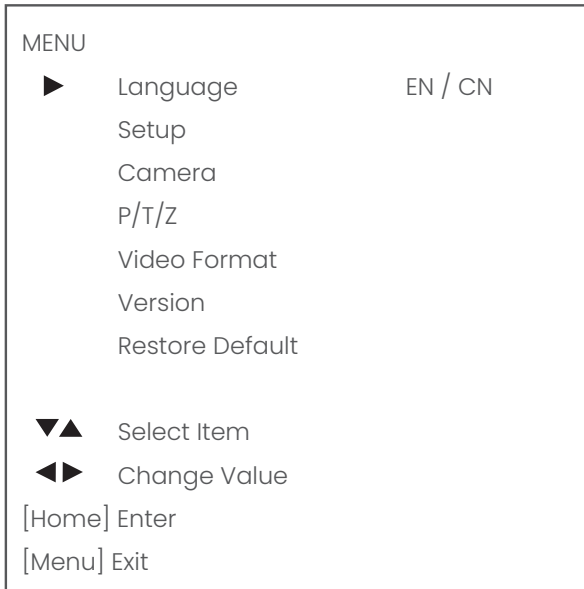 MENU
▶ Language EN / CN
Setup
Camera
P/T/Z
Video Format
Version
Restore Default
▼▲ Select Item
◀▶ Change Value
[Home] Enter
[Menu] Exit